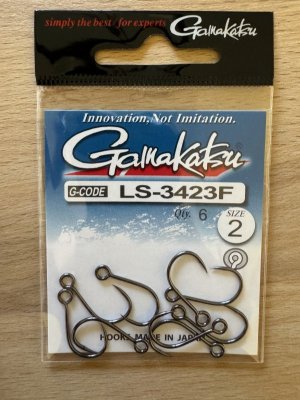 simply the best / for experts
Gamakatsu
Innovation, Not Imitation.
Gamakatsu
G-CODE LS-3423F
Qty. 6
SIZE
2
HOOKS MADE IN JAPAN